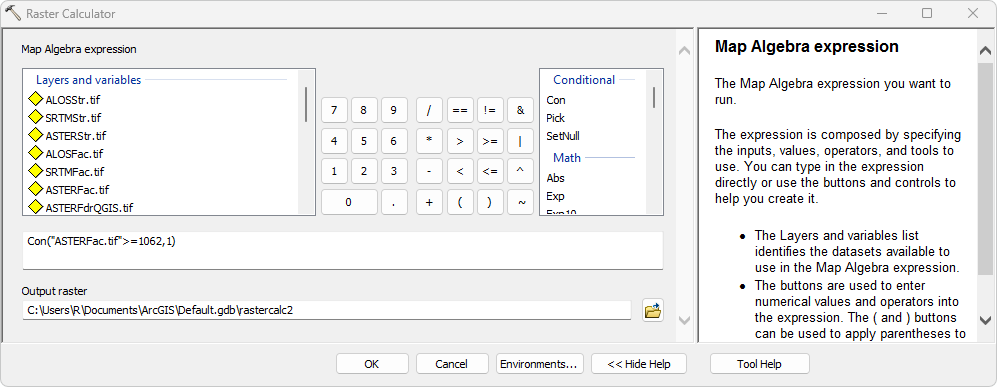 Raster Calculator
Map Algebra expression
Layers and variables
ALOSStr.tif
SRTMStr.tif
ASTERStr.tif
ALOSFac.tif
SRTMFac.tif
ASTERFac.tif
ASTERFdrQGIS.tif
7 8 9 / == != &
4 5 6 * > >= |
1 2 3 - < <= ^
0 . + ( ) ~
Conditional
Con
Pick
SetNull
Math
Abs
Exp
Exp10
Con("ASTERFac.tif">=1062,1)
Output raster
C:\Users\R\Documents\ArcGIS\Default.gdb\rastercalc2
OK Cancel Environments... << Hide Help Tool Help
Map Algebra expression
The Map Algebra expression you want to
run.
The expression is composed by specifying
the inputs, values, operators, and tools to
use. You can type in the expression
directly or use the buttons and controls to
help you create it.
• The Layers and variables list
identifies the datasets available to
use in the Map Algebra expression.
• The buttons are used to enter
numerical values and operators into
the expression. The ( and ) buttons
can be used to apply parentheses to